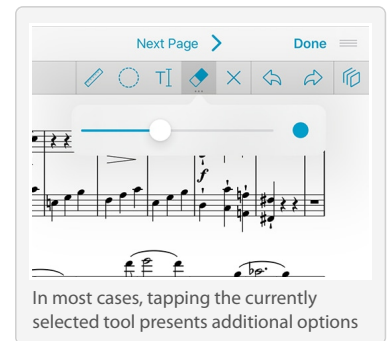 Next Page
Done
T
f
In most cases, tapping the currently
selected tool presents additional options